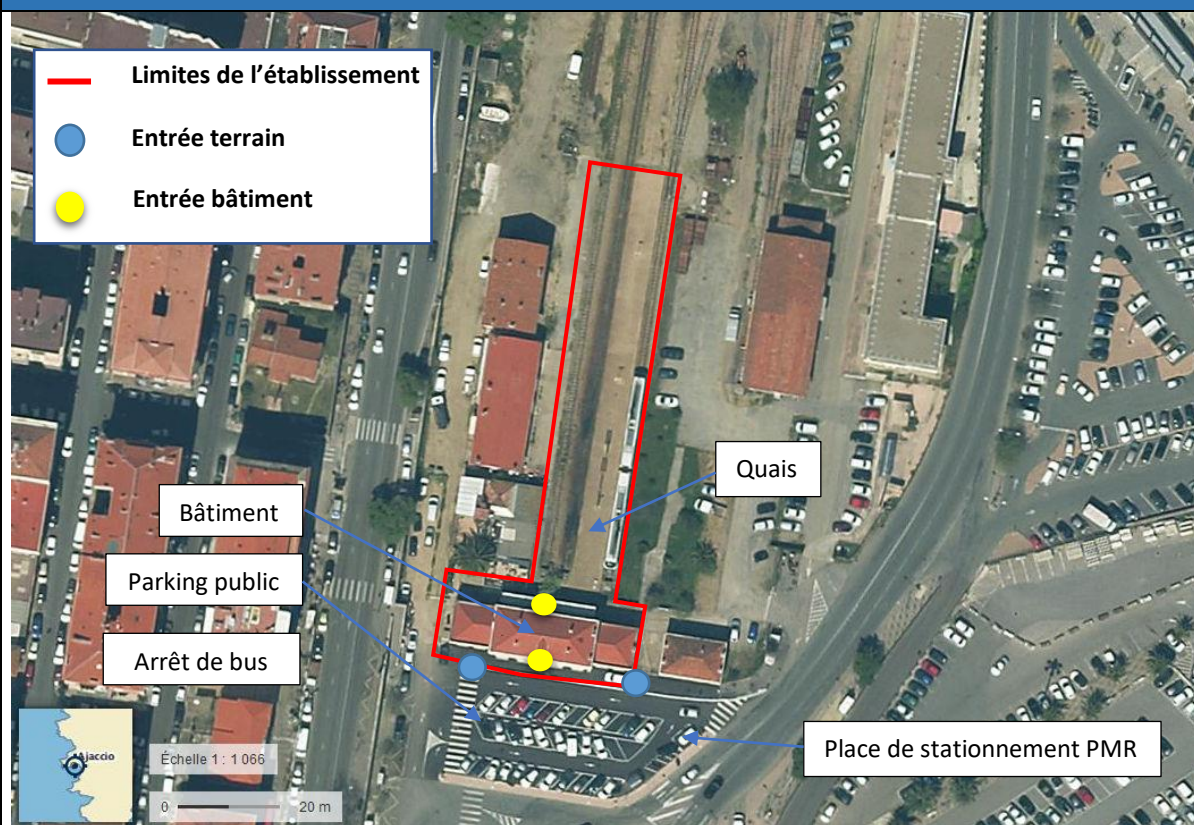 Limites de l'établissement
Entrée terrain
Entrée bâtiment
Quais
Bâtiment
Parking public
Arrêt de bus
Place de stationnement PMR
Ajaccio
Échelle 1 : 1 066
0 20 m